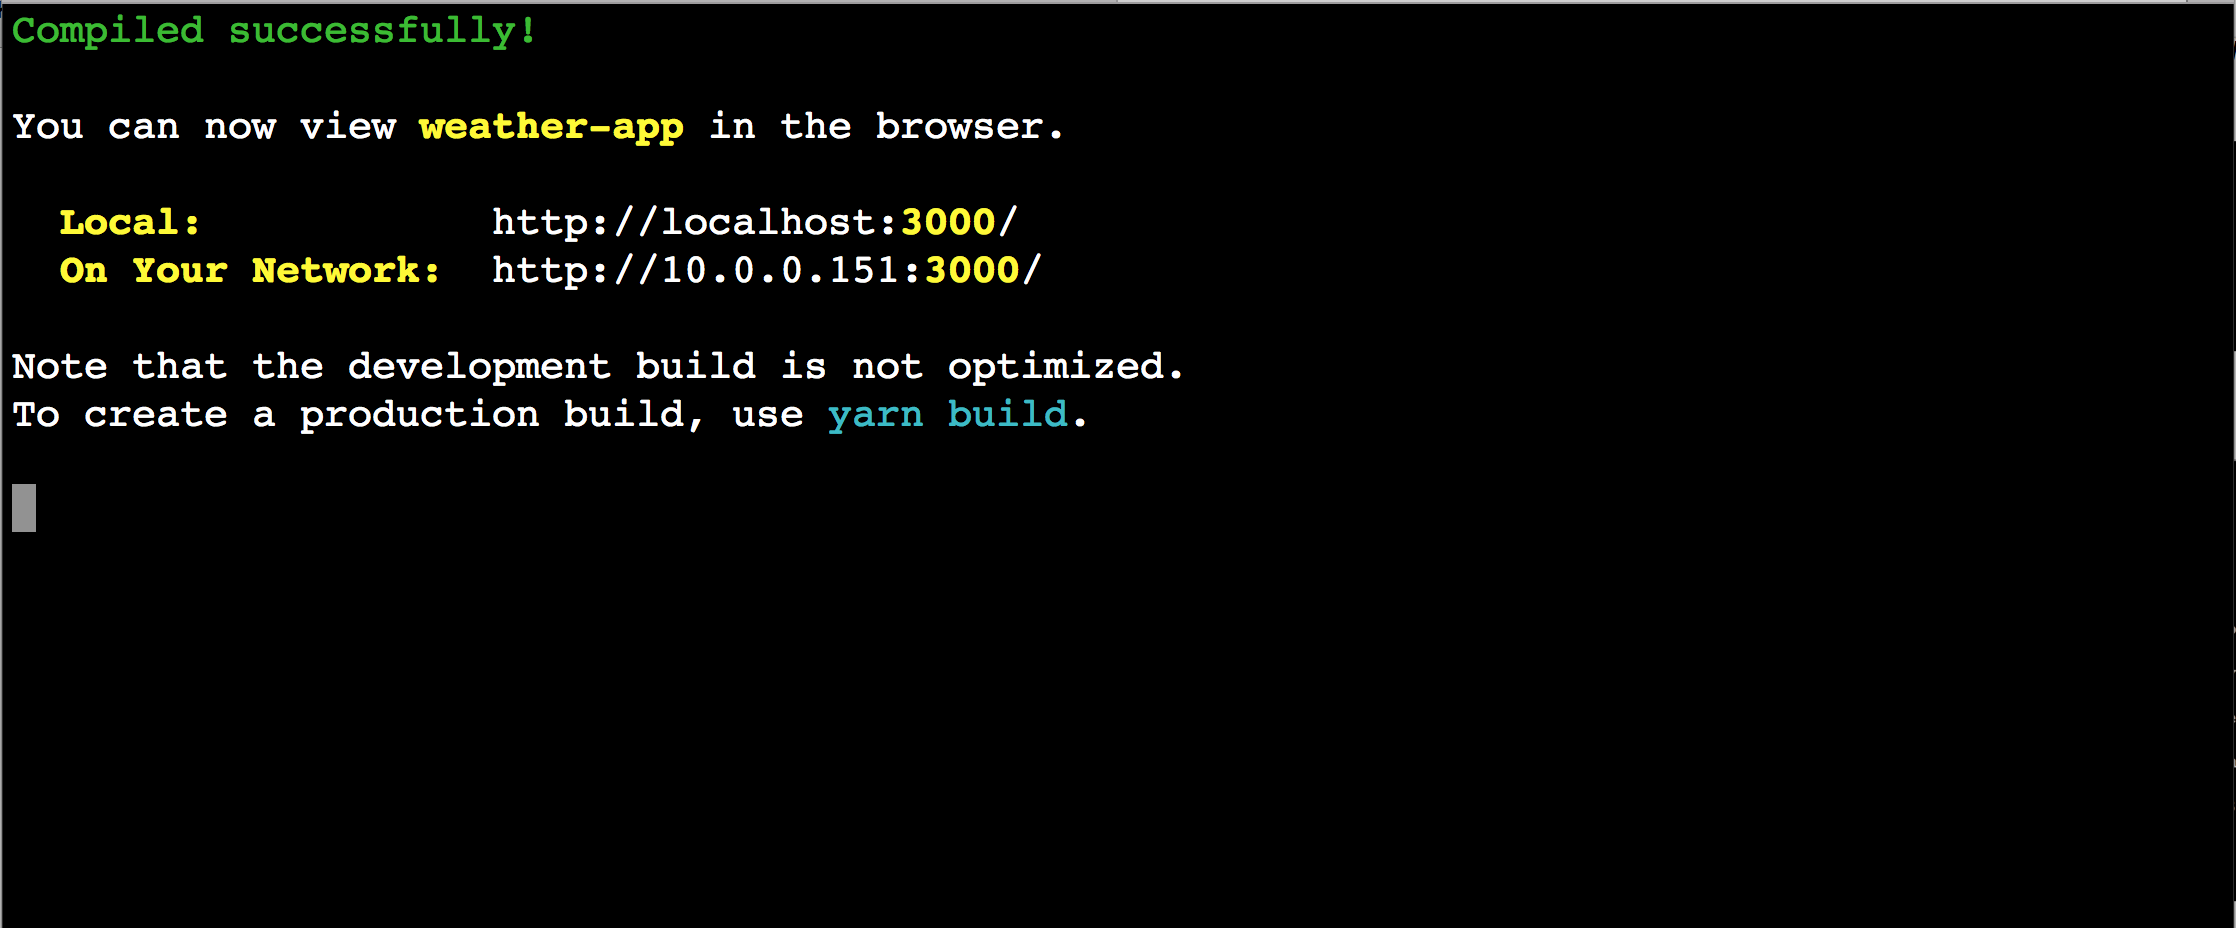 Compiled successfully!
You can now view weather-app in the browser.
Local: http://localhost:3000/
On Your Network: http://10.0.0.151:3000/
Note that the development build is not optimized.
To create a production build, use yarn build.